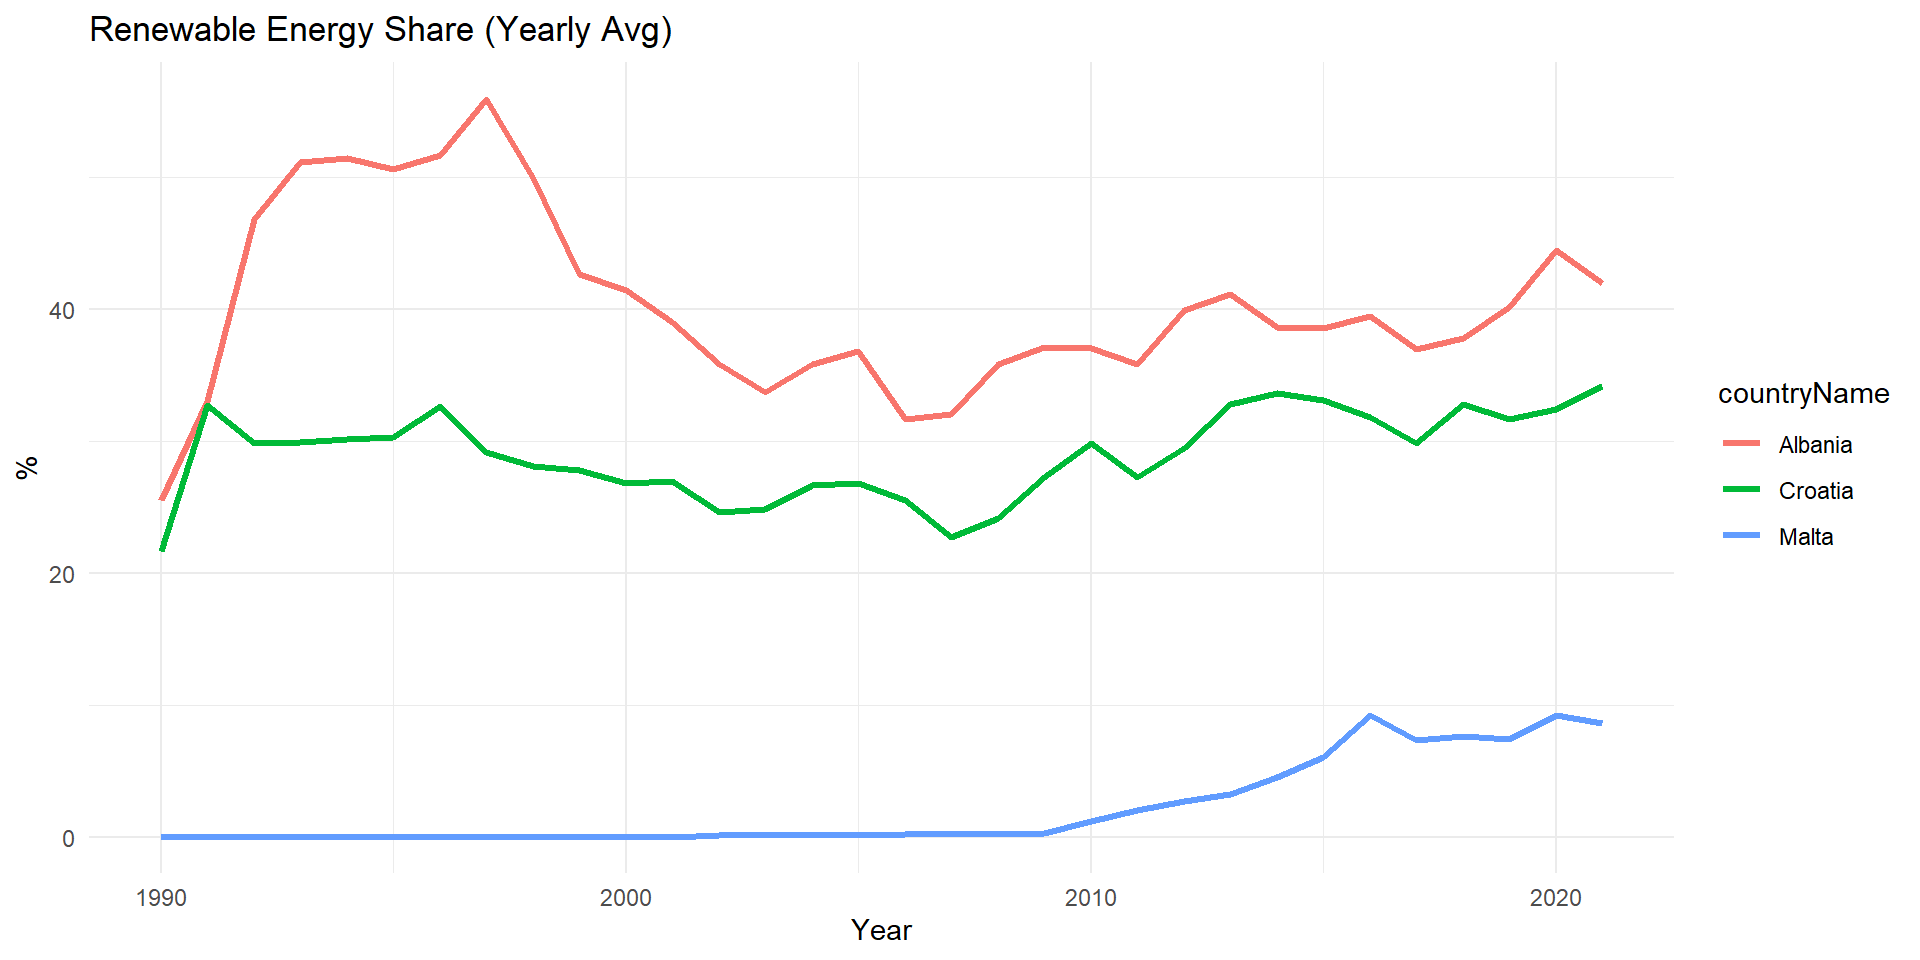 Renewable Energy Share (Yearly Avg)
%
40
20
0
1990
2000
2010
2020
Year
countryName
Albania
Croatia
Malta